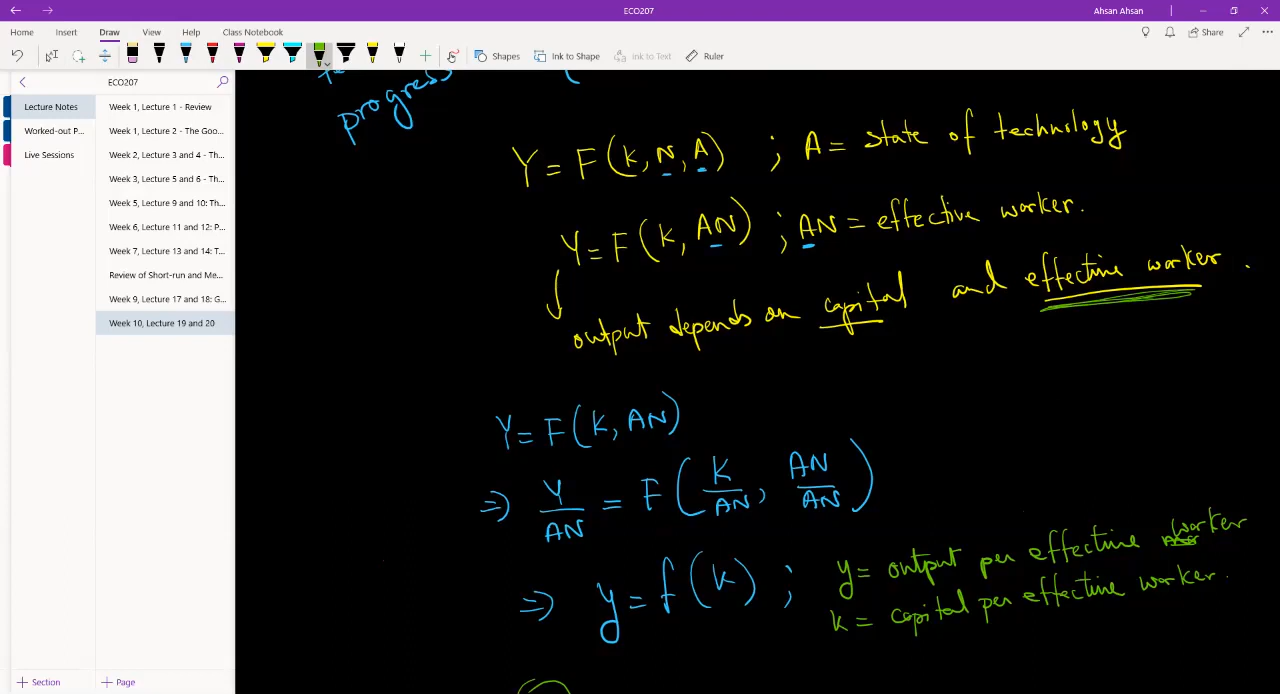 ECO207
Ahsan Ahsan
Home Insert Draw View Help Class Notebook
Share
Shapes Ink to Shape Ink to Text Ruler
ECO207
Lecture Notes
Worked-out P...
Live Sessions
Week 1, Lecture 1 - Review
Week 1, Lecture 2 - The Goo...
Week 2, Lecture 3 and 4 - Th...
Week 3, Lecture 5 and 6 - Th...
Week 5, Lecture 9 and 10: Th...
Week 6, Lecture 11 and 12: P...
Week 7, Lecture 13 and 14: T...
Review of Short-run and Me...
Week 9, Lecture 17 and 18: G...
Week 10, Lecture 19 and 20
+ Section
+ Page
progress
Y = F(K, N, A) ; A = state of technology
Y = F(K, AN) ; AN = effective worker.
output depends on capital and effective worker.
Y = F(K, AN)
⇒ Y/AN = F(K/AN, AN/AN)
⇒ y = f(k) ; y = output per effective worker
k = capital per effective worker.